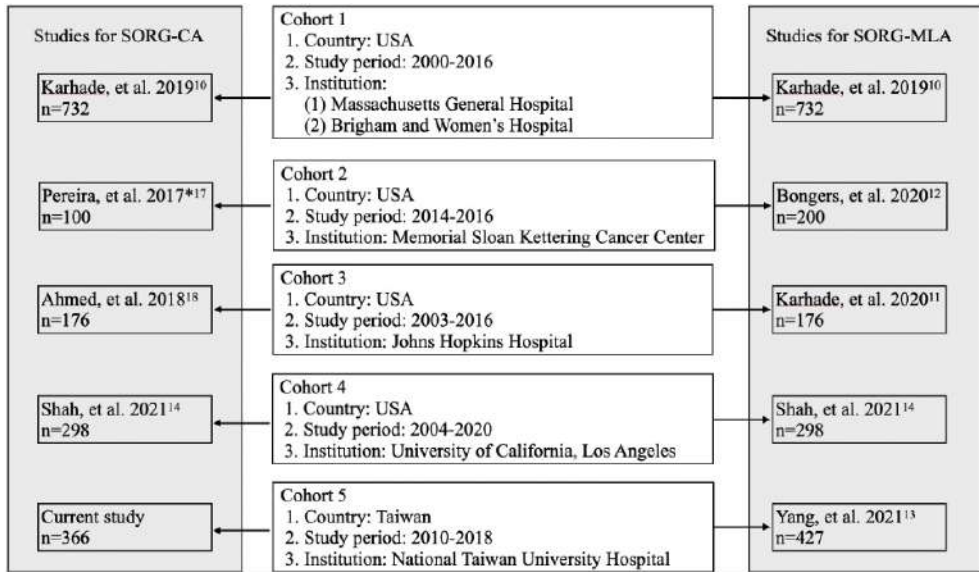 Studies for SORG-CA
Karhade, et al. 2019¹⁰
n=732
Pereira, et al. 2017*¹⁷
n=100
Ahmed, et al. 2018¹⁸
n=176
Shah, et al. 2021¹⁴
n=298
Current study
n=366
Cohort 1
1. Country: USA
2. Study period: 2000-2016
3. Institution:
(1) Massachusetts General Hospital
(2) Brigham and Women's Hospital
Cohort 2
1. Country: USA
2. Study period: 2014-2016
3. Institution: Memorial Sloan Kettering Cancer Center
Cohort 3
1. Country: USA
2. Study period: 2003-2016
3. Institution: Johns Hopkins Hospital
Cohort 4
1. Country: USA
2. Study period: 2004-2020
3. Institution: University of California, Los Angeles
Cohort 5
1. Country: Taiwan
2. Study period: 2010-2018
3. Institution: National Taiwan University Hospital
Studies for SORG-MLA
Karhade, et al. 2019¹⁰
n=732
Bongers, et al. 2020¹²
n=200
Karhade, et al. 2020¹¹
n=176
Shah, et al. 2021¹⁴
n=298
Yang, et al. 2021¹³
n=427